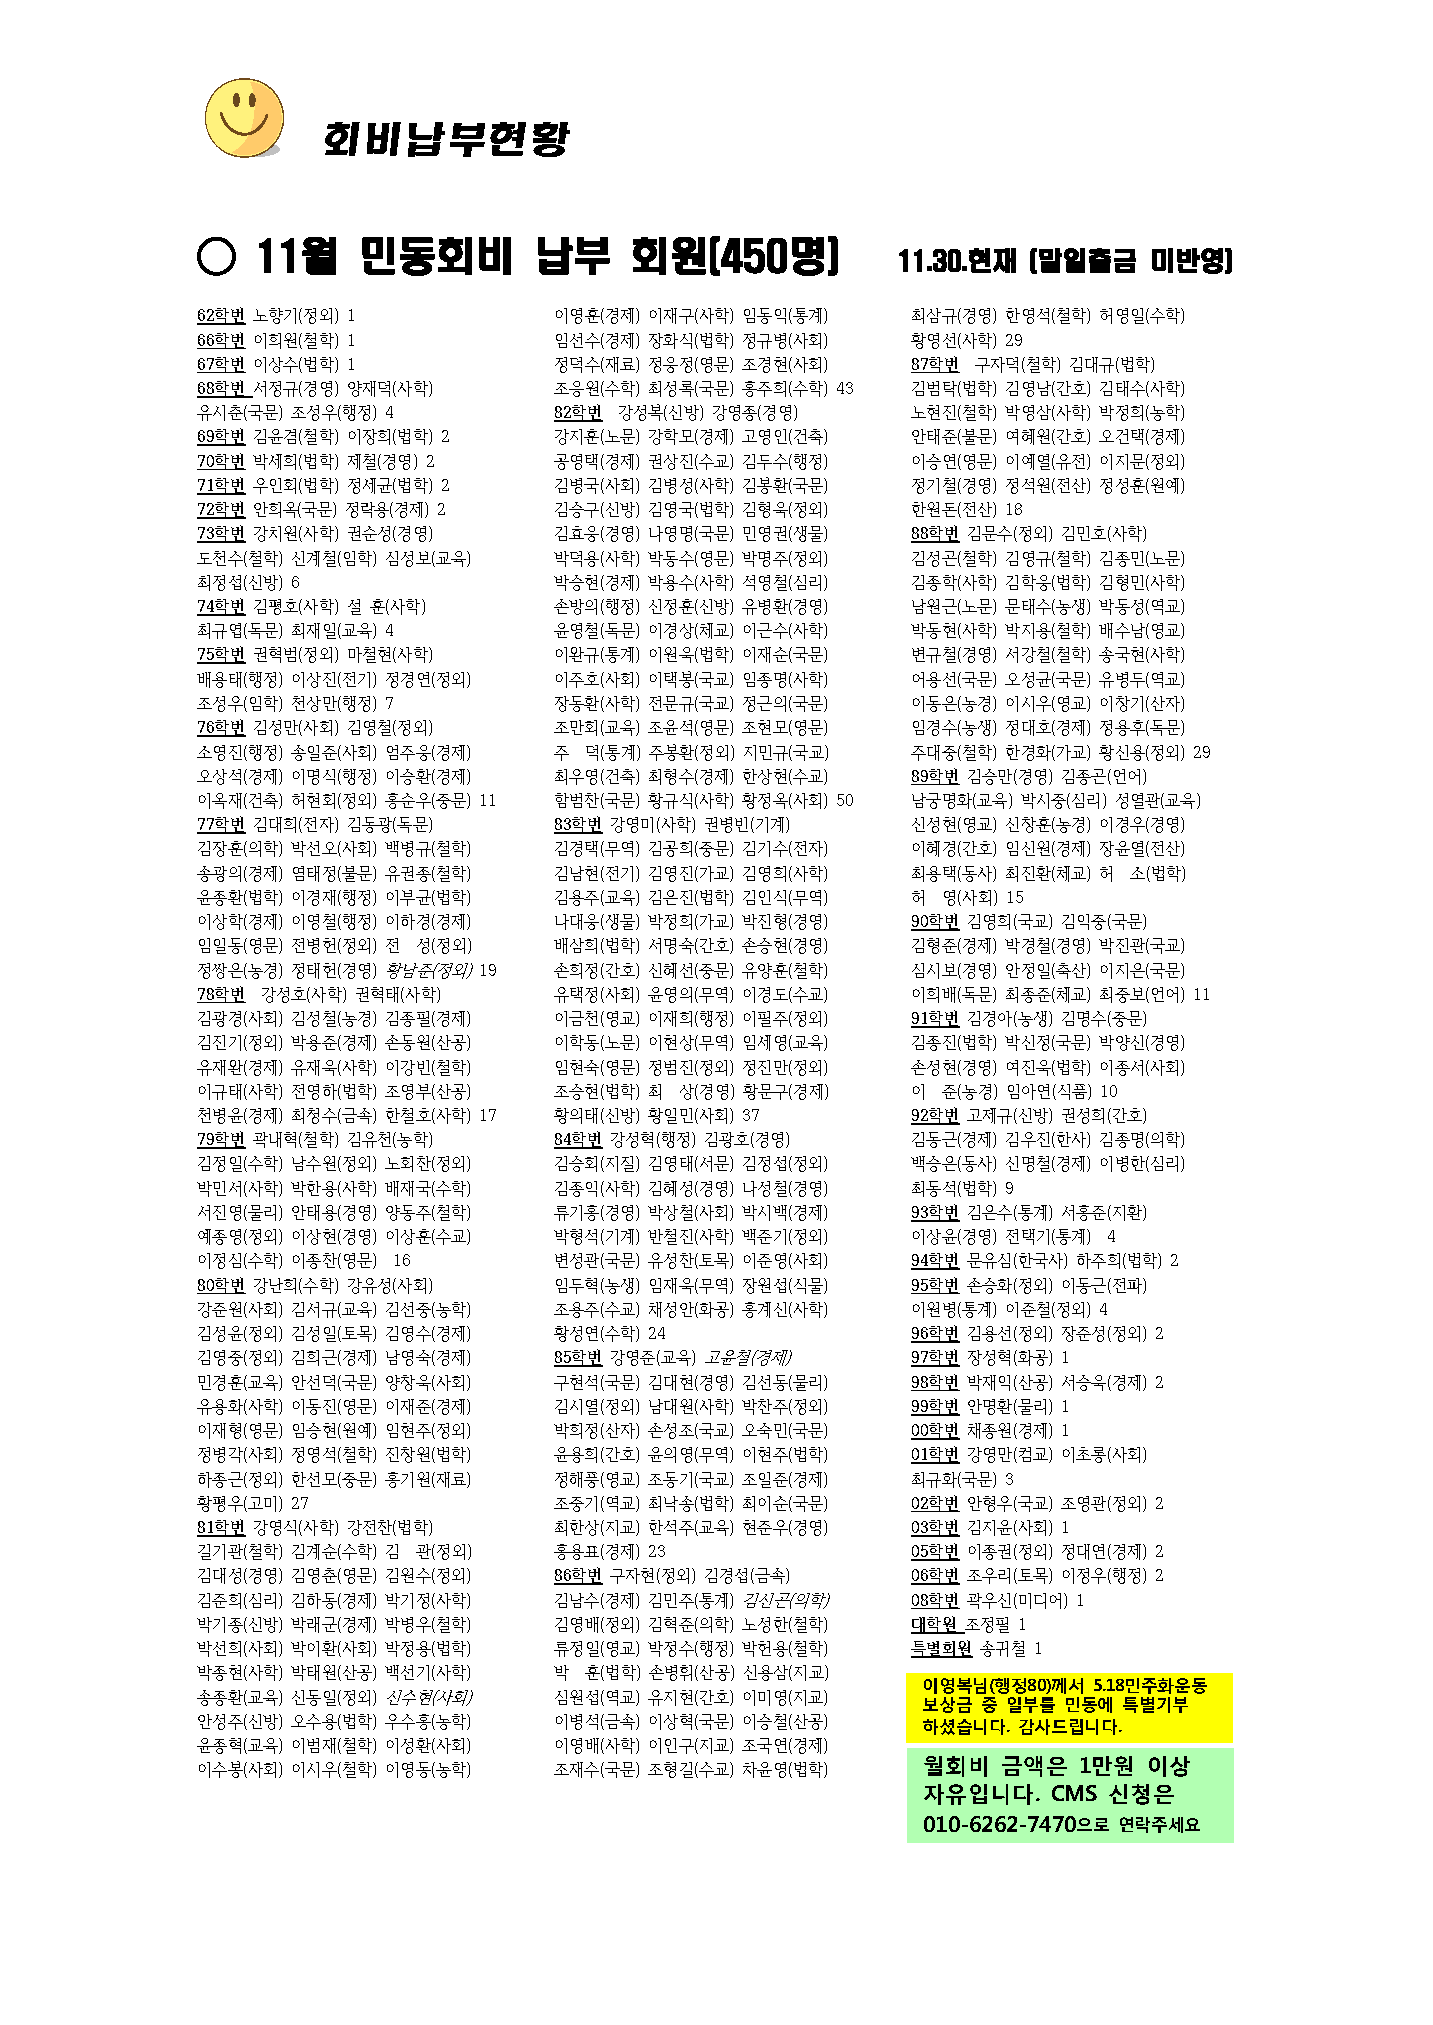 회비납부현황
○ 11월 민동회비 납부 회원(450명) 11.30.현재 (말일출금 미반영)
62학번 노향기(정외) 1
66학번 이희원(철학) 1
67학번 이상수(법학) 1
68학번 서정규(경영) 양재덕(사학)
유시춘(국문) 조성우(행정) 4
69학번 김윤겸(철학) 이장희(법학) 2
70학번 박세희(법학) 제철(경영) 2
71학번 우인회(법학) 정세균(법학) 2
72학번 안희옥(국문) 정락용(경제) 2
73학번 강치원(사학) 권순성(경영)
도천수(철학) 신계철(임학) 심성보(교육)
최정섭(신방) 6
74학번 김평호(사학) 설 훈(사학)
최규엽(독문) 최재일(교육) 4
75학번 권혁범(정외) 마철현(사학)
배용태(행정) 이상진(전기) 정경연(정외)
조성우(임학) 천상만(행정) 7
76학번 김성만(사회) 김영철(정외)
소영진(행정) 송일준(사회) 엄주웅(경제)
오상석(경제) 이명식(행정) 이승환(경제)
이옥재(건축) 허현회(정외) 홍순우(중문) 11
77학번 김대희(전자) 김동광(독문)
김장훈(의학) 박선오(사회) 백병규(철학)
송광의(경제) 염태정(불문) 유권종(철학)
윤종환(법학) 이경재(행정) 이부균(법학)
이상학(경제) 이영철(행정) 이하경(경제)
임일동(영문) 전병헌(정외) 전 성(정외)
정쌍은(농경) 정태헌(경영) 황남준(정외) 19
78학번 강성호(사학) 권혁태(사학)
김광경(사회) 김성철(농경) 김종필(경제)
김진기(정외) 박용준(경제) 손동원(산공)
유재완(경제) 유재욱(사학) 이강빈(철학)
이규태(사학) 전영하(법학) 조영부(산공)
천병윤(경제) 최청수(금속) 한철호(사학) 17
79학번 곽내혁(철학) 김유천(농학)
김정일(수학) 남수원(정외) 노회찬(정외)
박민서(사학) 박한용(사학) 배재국(수학)
서진영(물리) 안태용(경영) 양동주(철학)
예종영(정외) 이상현(경영) 이상훈(수교)
이정심(수학) 이종찬(영문) 16
80학번 강난희(수학) 강유성(사회)
강준원(사회) 김서규(교육) 김선중(농학)
김성윤(정외) 김성일(토목) 김영수(경제)
김영중(정외) 김희근(경제) 남영숙(경제)
민경훈(교육) 안선덕(국문) 양창욱(사회)
유용화(사학) 이동진(영문) 이재준(경제)
이재형(영문) 임승현(원예) 임현주(정외)
정병각(사회) 정영석(철학) 진창원(법학)
하종근(정외) 한선모(중문) 홍기원(재료)
황평우(고미) 27
81학번 강영식(사학) 강전찬(법학)
길기관(철학) 김계순(수학) 김 관(정외)
김대성(경영) 김영춘(영문) 김원수(정외)
김준희(심리) 김하동(경제) 박기정(사학)
박기종(신방) 박래군(경제) 박병우(철학)
박선희(사회) 박이환(사회) 박정용(법학)
박종현(사학) 박태원(산공) 백선기(사학)
송종환(교육) 신동일(정외) 신수현(사회)
안성주(신방) 오수용(법학) 우수홍(농학)
윤종혁(교육) 이범재(철학) 이성환(사회)
이수봉(사회) 이시우(철학) 이영동(농학)
이영훈(경제) 이재구(사학) 임동익(통계)
임선수(경제) 장화식(법학) 정규병(사회)
정덕수(재료) 정웅정(영문) 조경현(사회)
조응원(수학) 최성록(국문) 홍주희(수학) 43
82학번 강성복(신방) 강영종(경영)
강지훈(노문) 강학모(경제) 고영인(건축)
공영택(경제) 권상진(수교) 김두수(행정)
김병국(사회) 김병성(사학) 김봉환(국문)
김승구(신방) 김영국(법학) 김형욱(정외)
김효웅(경영) 나영명(국문) 민영권(생물)
박덕용(사학) 박동수(영문) 박명주(정외)
박승현(경제) 박용수(사학) 석영철(심리)
손방의(행정) 신정훈(신방) 유병환(경영)
윤영철(독문) 이경상(체교) 이근수(사학)
이완규(통계) 이원욱(법학) 이재순(국문)
이주호(사회) 이택봉(국교) 임종명(사학)
장동환(사학) 전문규(국교) 정근의(국문)
조만회(교육) 조윤석(영문) 조현모(영문)
주 덕(통계) 주봉환(정외) 지민규(국교)
최우영(건축) 최형수(경제) 한상현(수교)
함범찬(국문) 황규식(사학) 황정옥(사회) 50
83학번 강영미(사학) 권병빈(기계)
김경택(무역) 김공희(중문) 김기수(전자)
김남현(전기) 김영진(가교) 김영희(사학)
김용주(교육) 김은진(법학) 김인식(무역)
나대웅(생물) 박정희(가교) 박진형(경영)
배삼희(법학) 서명숙(간호) 손승현(경영)
손희정(간호) 신혜선(중문) 유양훈(철학)
유택정(사회) 윤영의(무역) 이경도(수교)
이금천(영교) 이재희(행정) 이필주(정외)
이학동(노문) 이현상(무역) 임세영(교육)
임현숙(영문) 정범진(정외) 정진만(정외)
조승현(법학) 최 상(경영) 황문구(경제)
황의태(신방) 황일민(사회) 37
84학번 강성혁(행정) 김광호(경영)
김승회(지질) 김영태(서문) 김정섭(정외)
김종익(사학) 김혜성(경영) 나성철(경영)
류기홍(경영) 박상철(사회) 박시백(경제)
박형석(기계) 반철진(사학) 백준기(정외)
변성관(국문) 유성찬(토목) 이준영(사회)
임두혁(농생) 임재욱(무역) 장원섭(식물)
조용주(수교) 채성안(화공) 홍계신(사학)
황성연(수학) 24
85학번 강영준(교육) 고윤철(경제)
구현석(국문) 김대현(경영) 김선동(물리)
김시열(정외) 남대원(사학) 박찬주(정외)
박희정(산자) 손성조(국교) 오숙민(국문)
윤용희(간호) 윤의영(무역) 이현주(법학)
정해풍(영교) 조동기(국교) 조일준(경제)
조중기(역교) 최낙송(법학) 최이순(국문)
최한상(지교) 한석주(교육) 현준우(경영)
홍용표(경제) 23
86학번 구자현(정외) 김경섭(금속)
김남수(경제) 김민주(통계) 김신곤(의학)
김영배(정외) 김혁준(의학) 노성한(철학)
류정일(영교) 박정수(행정) 박헌용(철학)
박 훈(법학) 손병휘(산공) 신용삼(지교)
심원섭(역교) 유지현(간호) 이미영(지교)
이병석(금속) 이상혁(국문) 이승철(산공)
이영배(사학) 이인구(지교) 조국연(경제)
조재수(국문) 조형길(수교) 차윤영(법학)
최삼규(경영) 한영석(철학) 허영일(수학)
황영선(사학) 29
87학번 구자덕(철학) 김대규(법학)
김범탁(법학) 김영남(간호) 김태수(사학)
노현진(철학) 박영삼(사학) 박정희(농학)
안태준(불문) 여혜원(간호) 오건택(경제)
이승연(영문) 이예열(유전) 이지문(정외)
정기철(경영) 정석원(전산) 정성훈(원예)
한원돈(전산) 18
88학번 김문수(정외) 김민호(사학)
김성곤(철학) 김영규(철학) 김종민(노문)
김종학(사학) 김학웅(법학) 김형민(사학)
남원근(노문) 문태수(농생) 박동성(역교)
박동현(사학) 박지용(철학) 배수남(영교)
변규철(경영) 서강철(철학) 송국현(사학)
어용선(국문) 오성균(국문) 유병두(역교)
이동은(농경) 이시우(영교) 이창기(산자)
임경수(농생) 정대호(경제) 정용후(독문)
주대중(철학) 한경화(가교) 황신용(정외) 29
89학번 김승만(경영) 김종곤(언어)
남궁명화(교육) 박시중(심리) 성열관(교육)
신성현(영교) 신창훈(농경) 이경우(경영)
이혜경(간호) 임신원(경제) 장윤열(전산)
최용택(동사) 최진환(체교) 허 소(법학)
허 영(사회) 15
90학번 김영희(국교) 김익중(국문)
김형준(경제) 박경철(경영) 박진관(국교)
심시보(경영) 안정일(축산) 이지은(국문)
이희배(독문) 최종준(체교) 최중보(언어) 11
91학번 김경아(농생) 김명수(중문)
김종진(법학) 박신정(국문) 박양신(경영)
손성현(경영) 여진욱(법학) 이종서(사회)
이 준(농경) 임아연(식품) 10
92학번 고제규(신방) 권성희(간호)
김동근(경제) 김우진(한사) 김종명(의학)
백승은(동사) 신명철(경제) 이병한(심리)
최동석(법학) 9
93학번 김은수(통계) 서홍준(지환)
이상윤(경영) 전택기(통계) 4
94학번 문유심(한국사) 하주희(법학) 2
95학번 손승화(정외) 이동근(전파)
이원병(통계) 이준철(정외) 4
96학번 김용선(정외) 장준성(정외) 2
97학번 장성혁(화공) 1
98학번 박재익(산공) 서승욱(경제) 2
99학번 안명환(물리) 1
00학번 채종원(경제) 1
01학번 강영만(컴교) 이초롱(사회)
최규화(국문) 3
02학번 안형우(국교) 조영관(정외) 2
03학번 김지윤(사회) 1
05학번 이종권(정외) 정대연(경제) 2
06학번 조우리(토목) 이정우(행정) 2
08학번 곽우신(미디어) 1
대학원 조정필 1
특별회원 송귀철 1
이영복님(행정80)께서 5.18민주화운동
보상금 중 일부를 민동에 특별기부
하셨습니다. 감사드립니다.
월회비 금액은 1만원 이상
자유입니다. CMS 신청은
010-6262-7470으로 연락주세요